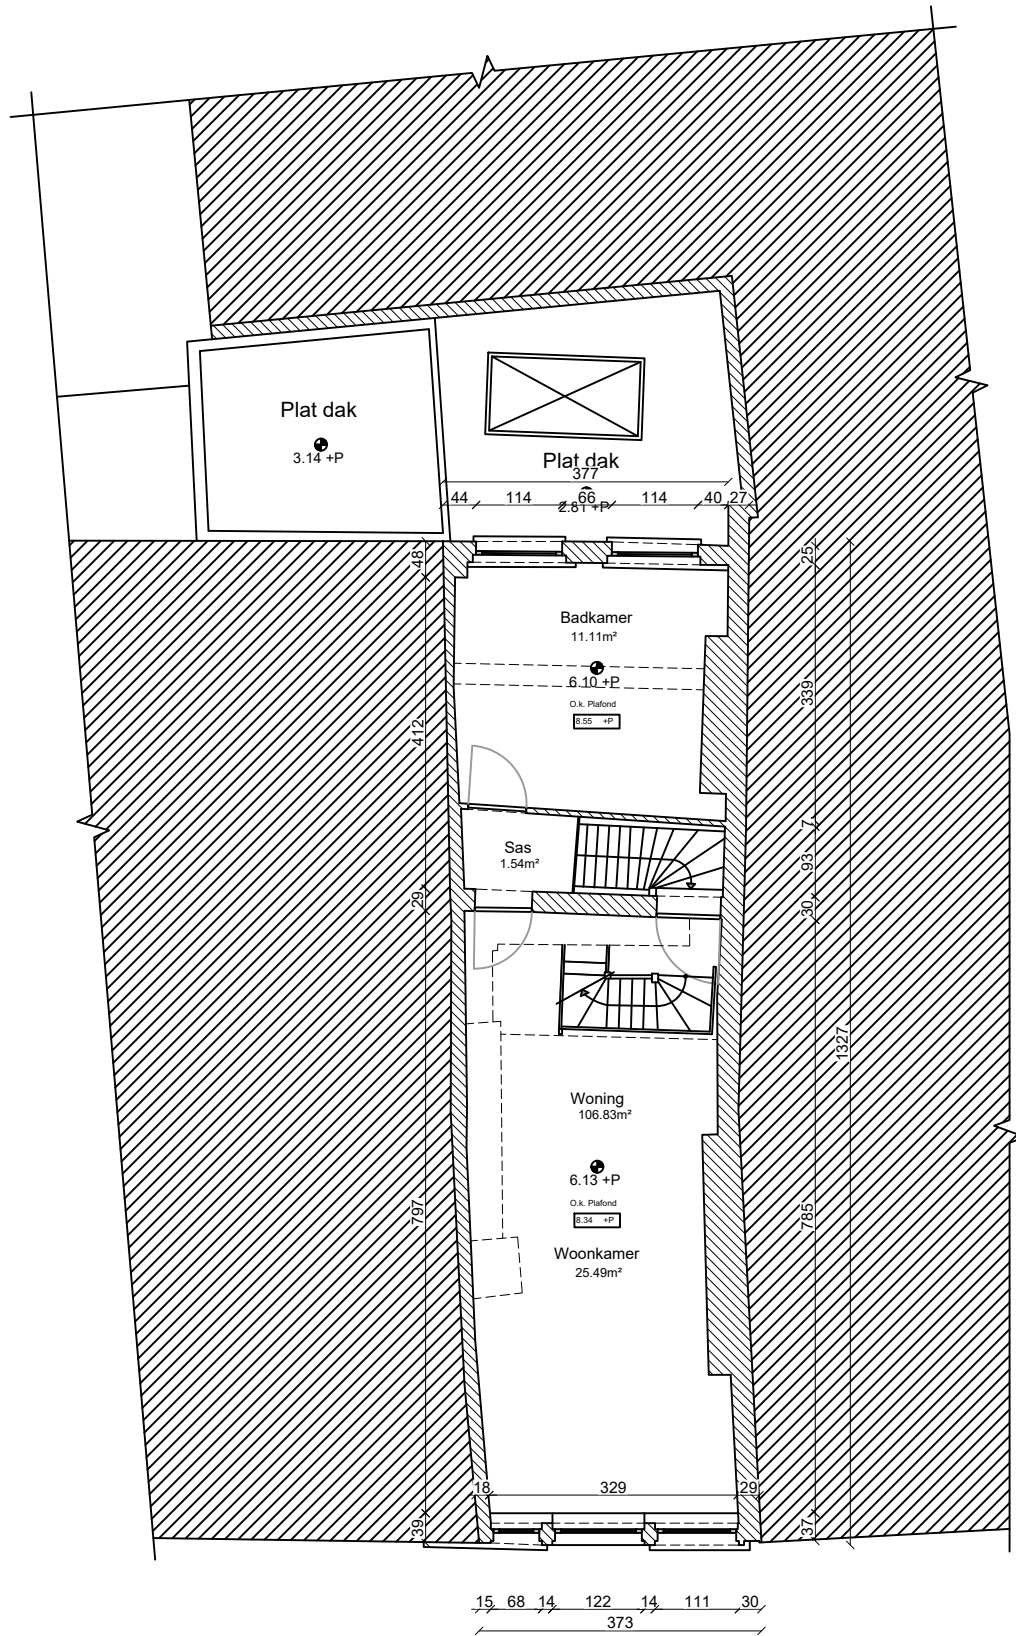 Plat dak
3.14 +P
Plat dak
377
44 114 66 114 40 27
2.81 +P
48
25
Badkamer
11.11m²
6.10 +P
O.k. Plafond
8.55 +P
339
412
7
Sas
1.54m²
93
29
30
1327
Woning
106.83m²
6.13 +P
O.k. Plafond
8.34 +P
797
785
Woonkamer
25.49m²
18 329 29
39
37
15 68 14 122 14 111 30
373